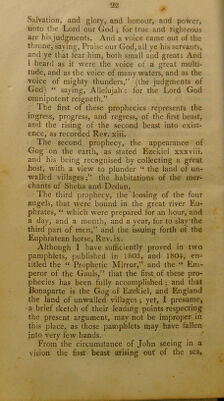 22
Salvation, and glory, and honour, and power,
unto the Lord our God; for true and righteous
are his judgments. And a voice came out of the
throne, saying, Praise our God, all ye his servants,
and ye that fear him, both small and great: And
I heard as it were the voice of a great multi-
tude, and as the voice of many waters, and as the
voice of mighty thunders," (the judgments of
God) " saying, Allelujah: for the Lord God
omnipotent reigneth."
The first of these prophecies represents the
ingress, progress, and regress, of the first beast,
and the rising of the second beast into exist-
ence, as recorded Rev. xiii.
The second prophecy, the appearance of
Gog on the earth, as stated Ezekiel xxxviii.
and his being recognised by collecting a great
host, with a view to plunder " the land of un-
walled villages;" the habitations of the mer-
chants of Sheba and Dedan,
The third prophecy, the loosing of the four
angels, that were bound in the great river Eu-
phrates, " which were prepared for an hour, and
a day, and a month, and a year, for to slay the
third part of men," and the issuing forth of the
Euphratean horse, Rev. ix.
Although I have sufficiently proved in two
pamphlets, published in 1803, and 1804, en-
titled the " Prophetic Mirror," and the " Em-
peror of the Gauls," that the first of these pro-
phecies has been fully accomplished; and that
Bonaparte is the Gog of Ezekiel, and England
the land of unwalled villages; yet, I presume,
a brief sketch of their leading points respecting
the present argument, may not be improper in
this place, as those pamphlets may have fallen
into very few hands.
From the circumstance of John seeing in a
vision the first beast arising out of the sea,